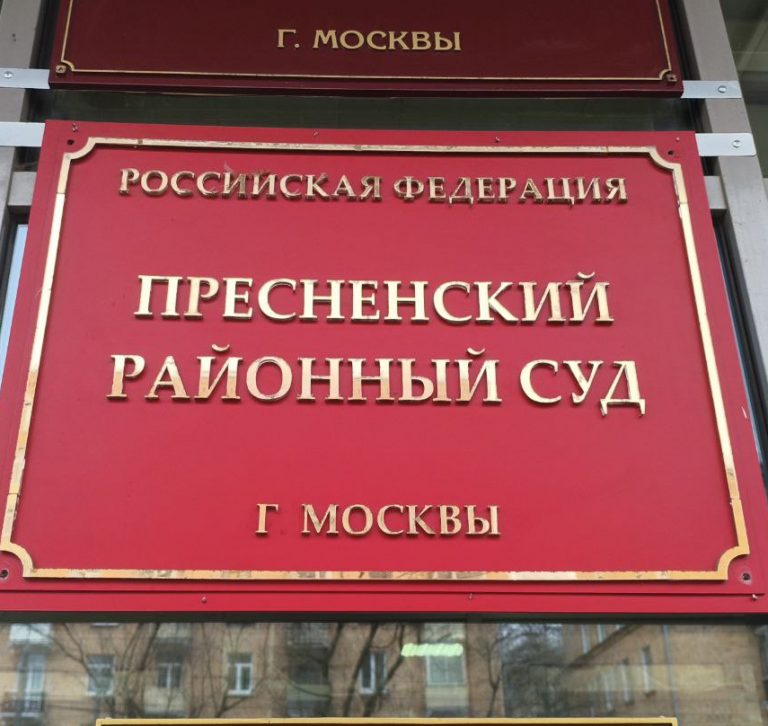 Г. МОСКВЫ
РОССИЙСКАЯ ФЕДЕРАЦИЯ
ПРЕСНЕНСКИЙ
РАЙОННЫЙ СУД
Г МОСКВЫ